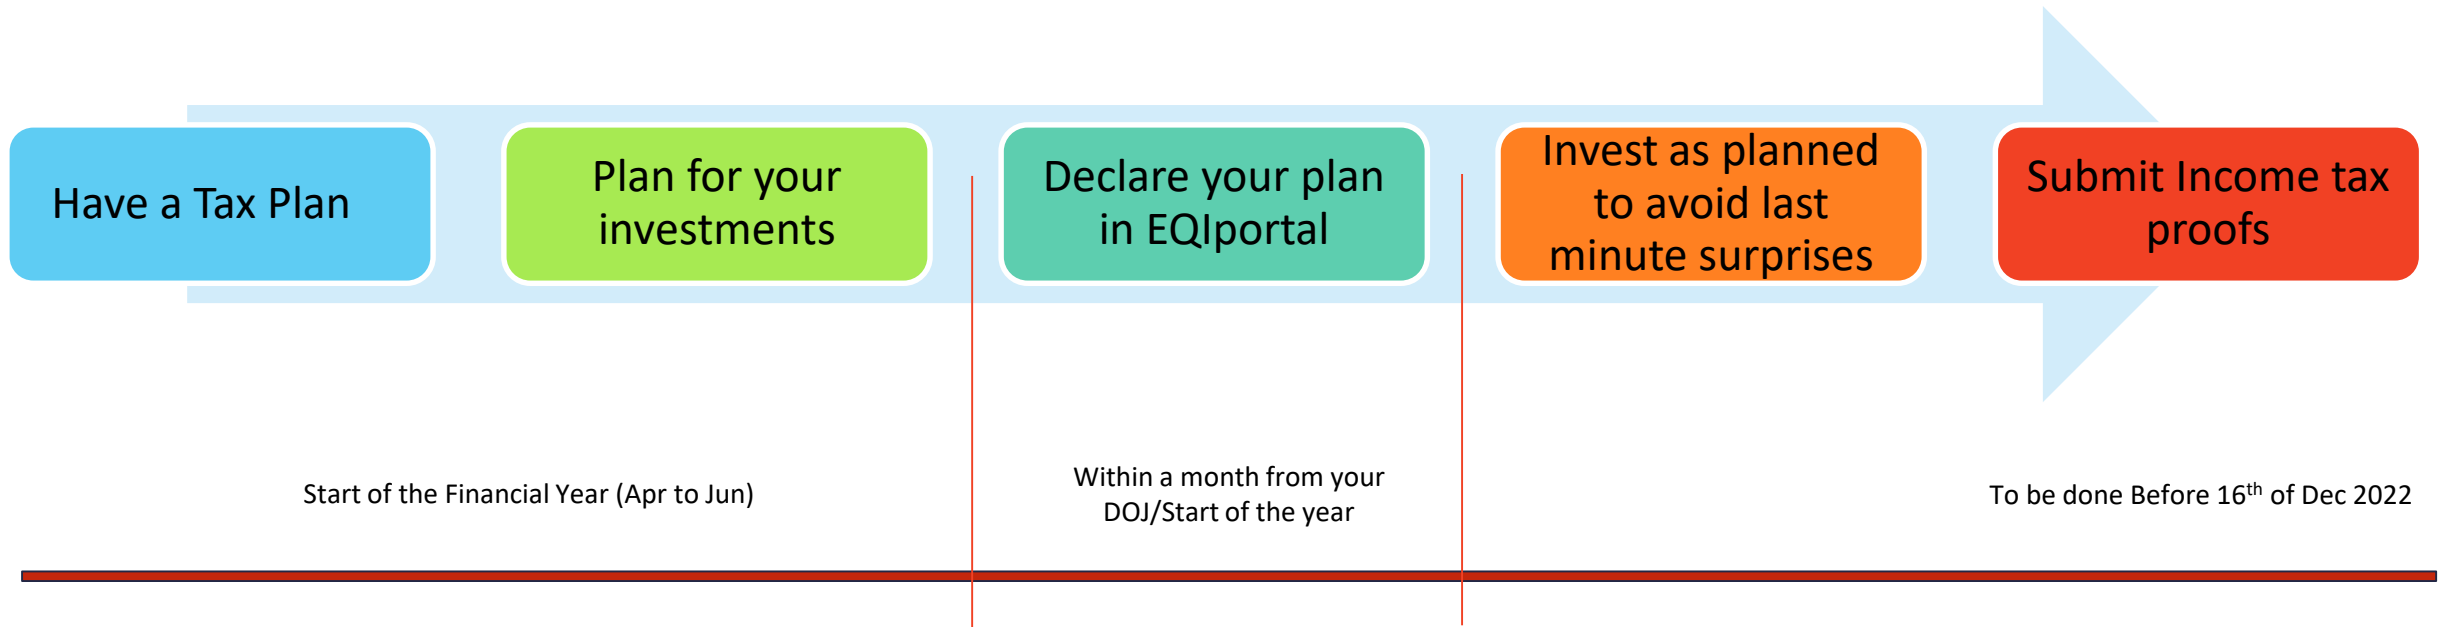 Have a Tax Plan
Plan for your
investments
Declare your plan
in EQIportal
Invest as planned
to avoid last
minute surprises
Submit Income tax
proofs
Start of the Financial Year (Apr to Jun)
Within a month from your
DOJ/Start of the year
To be done Before 16th of Dec 2022